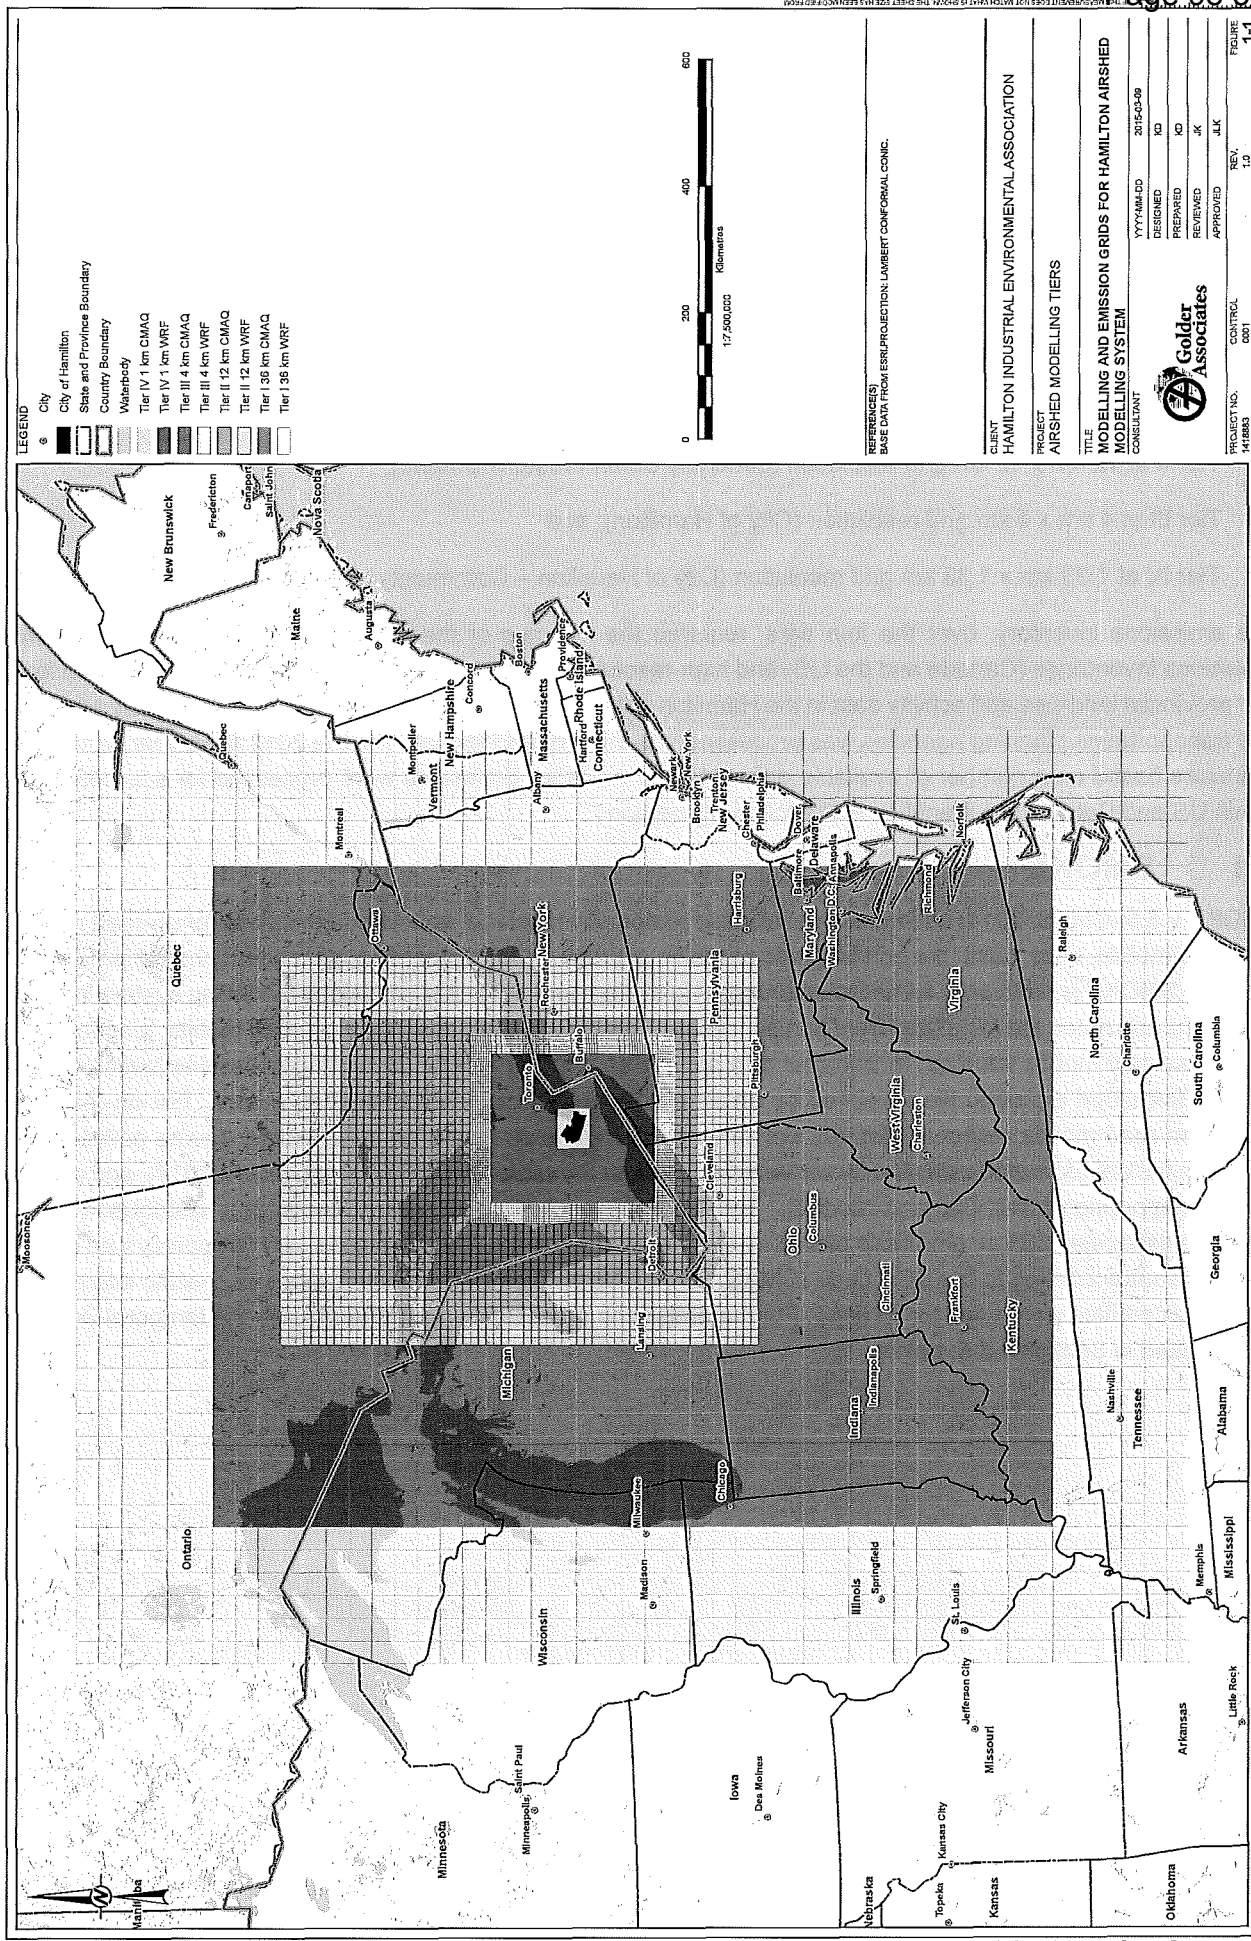 LEGEND
City
City of Hamilton
State and Province Boundary
Country Boundary
Waterbody
Tier IV 1 km CMAQ
Tier IV 1 km WRF
Tier III 4 km CMAQ
Tier III 4 km WRF
Tier II 12 km CMAQ
Tier II 12 km WRF
Tier I 36 km CMAQ
Tier I 36 km WRF
0 200 400 600
1:7,500,000 Kilometres
REFERENCE(S)
BASE DATA FROM ESRI. PROJECTION: LAMBERT CONFORMAL CONIC.
CLIENT
HAMILTON INDUSTRIAL ENVIRONMENTAL ASSOCIATION
PROJECT
AIRSHED MODELLING TIERS
TITLE
MODELLING AND EMISSION GRIDS FOR HAMILTON AIRSHED
MODELLING SYSTEM
CONSULTANT
YYYY-MM-DD 2015-03-09
DESIGNED KD
PREPARED KD
REVIEWED JK
APPROVED JLK
Golder
Associates
PROJECT NO. CONTROL REV. FIGURE
1418683 0001 1.0 1-1
N
Manitoba
Ontario
Moosonee
Quebec
Quebec
New Brunswick
Fredericton
Canaport
Saint John
Nova Scotia
Maine
Augusta
Montreal
Ottawa
Montpelier
Vermont
New Hampshire
Concord
Boston
Massachusetts
Albany
Providence
Rhode Island
Hartford
Connecticut
Minnesota
Minneapolis
Saint Paul
Wisconsin
Madison
Milwaukee
Michigan
Lansing
Detroit
Toronto
Buffalo
Rochester
New York
Newark
New York
Brooklyn
Trenton
New Jersey
Chester
Philadelphia
Iowa
Des Moines
Chicago
Cleveland
Pennsylvania
Pittsburgh
Harrisburg
Baltimore
Maryland
Dover
Delaware
Washington D.C.
Annapolis
Illinois
Springfield
Indiana
Indianapolis
Ohio
Columbus
Cincinnati
West Virginia
Charleston
Virginia
Richmond
Norfolk
Nebraska
Topeka
Kansas
Kansas City
Jefferson City
Missouri
St. Louis
Frankfort
Kentucky
Raleigh
North Carolina
Charlotte
Nashville
Tennessee
Memphis
Oklahoma
Arkansas
Little Rock
Mississippi
Alabama
Georgia
South Carolina
Columbia